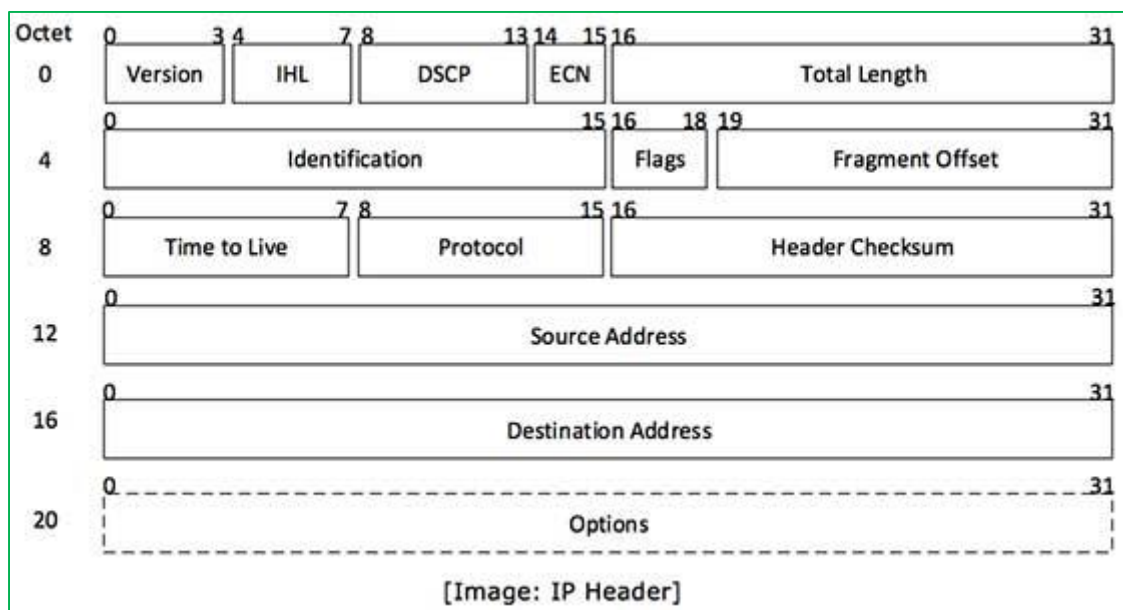 Octet 0 3 4 7 8 13 14 15 16 31
0 Version IHL DSCP ECN Total Length
0 15 16 18 19 31
4 Identification Flags Fragment Offset
0 7 8 15 16 31
8 Time to Live Protocol Header Checksum
0 31
12 Source Address
0 31
16 Destination Address
0 31
20 Options
[Image: IP Header]